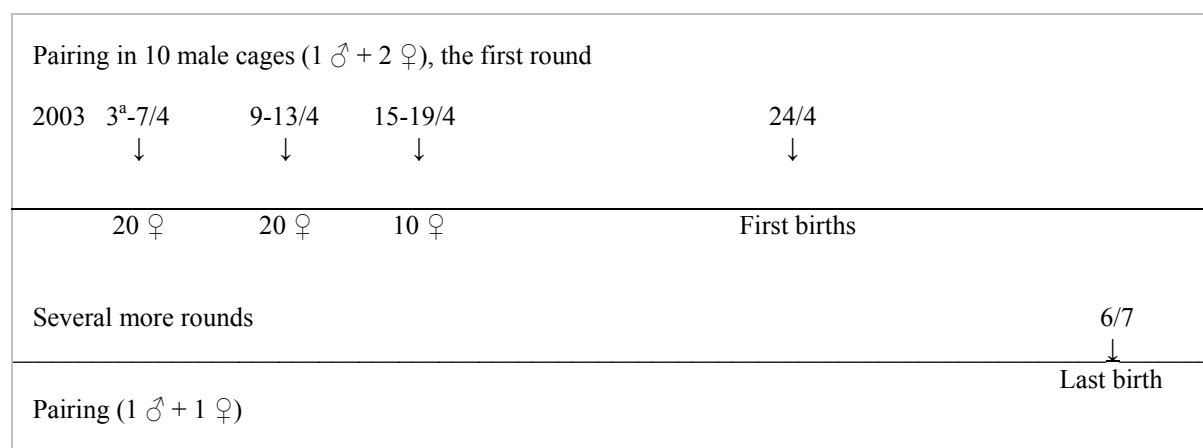 Pairing in 10 male cages (1 ♂ + 2 ♀), the first round
2003 3ª-7/4 9-13/4 15-19/4 24/4
↓ ↓ ↓ ↓
20 ♀ 20 ♀ 10 ♀ First births
Several more rounds 6/7
↓
Last birth
Pairing (1 ♂ + 1 ♀)